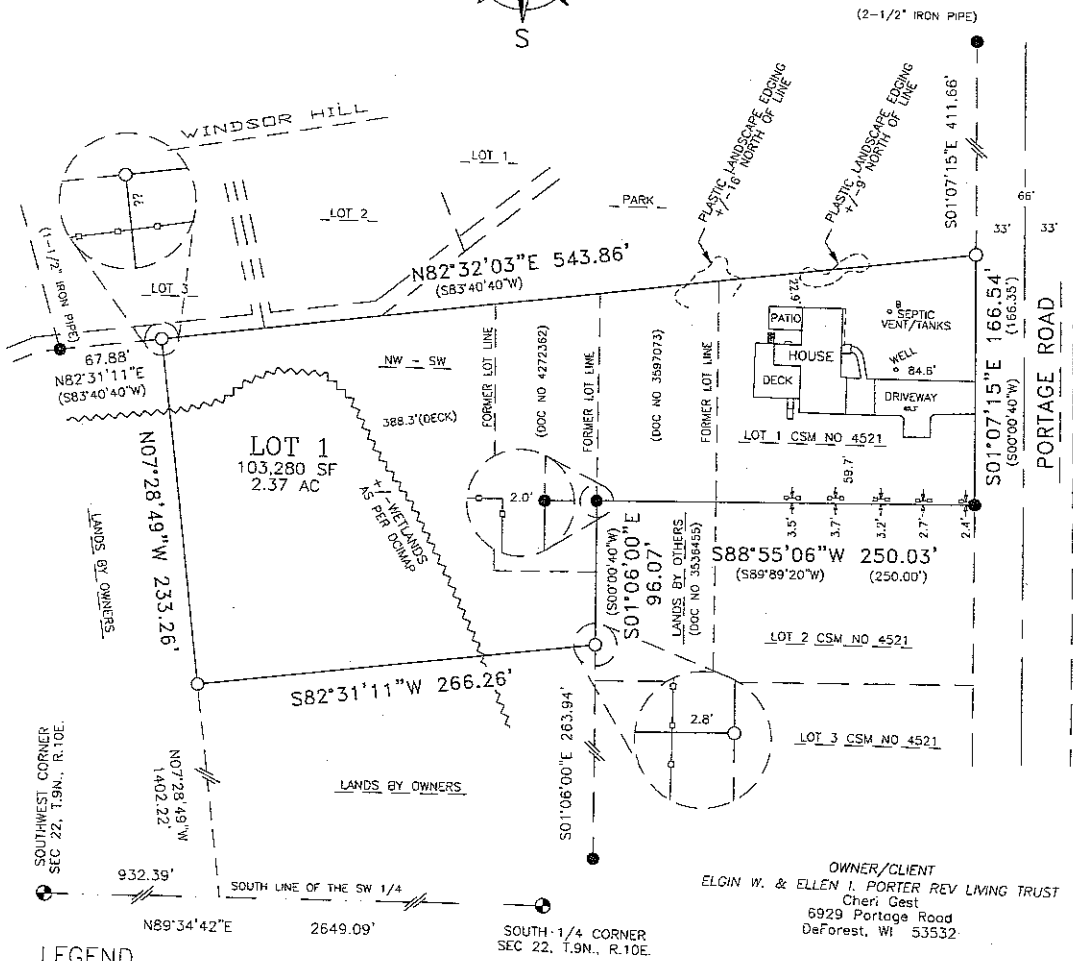 S
(2-1/2" IRON PIPE)
WINDSOR HILL
LOT 1
LOT 2
LOT 3
PARK
PLASTIC LANDSCAPE EDGING
+/-16' NORTH OF LINE
PLASTIC LANDSCAPE EDGING
+/-9' NORTH OF LINE
S01°07'15"E 411.66'
66'
33'
33'
22'
(1-1/2" IRON PIPE)
N82°32'03"E 543.86'
(S83°40'40"W)
67.88'
N82°31'11"E
(S83°40'40"W)
22.9'
PATIO
SEPTIC
VENT/TANKS
HOUSE
WELL
84.6'
DECK
DRIVEWAY
S01°07'15"E 166.54'
(S00°00'40"W) (166.35')
PORTAGE ROAD
NW - SW
388.3'(DECK)
FORMER LOT LINE
(DOC NO 4272362)
FORMER LOT LINE
(DOC NO 3597073)
FORMER LOT LINE
LOT 1 CSM NO 4521
LOT 1
103,280 SF
2.37 AC
+/-WETLANDS
AS PER DCIMAP
2.0'
59.7'
3.5'
3.7'
3.2'
2.7'
2.4'
S88°55'06"W 250.03'
(S89°89'20"W) (250.00')
N07°28'49"W 233.26'
LANDS BY OWNERS
(S00°00'40"W)
S01°06'00"E
96.07'
LANDS BY OTHERS
(DOC NO 3536455)
LOT 2 CSM NO 4521
S82°31'11"W 266.26'
2.8'
LOT 3 CSM NO 4521
LANDS BY OWNERS
S01°06'00"E 263.94'
N07°28'49"W
1402.22'
SOUTHWEST CORNER
SEC 22, T.9N., R.10E.
932.39'
SOUTH LINE OF THE SW 1/4
N89°34'42"E 2649.09'
SOUTH 1/4 CORNER
SEC 22, T.9N., R.10E.
OWNER/CLIENT
ELGIN W. & ELLEN I. PORTER REV LIVING TRUST
Cheri Gest
6929 Portage Road
DeForest, WI 53532
LEGEND